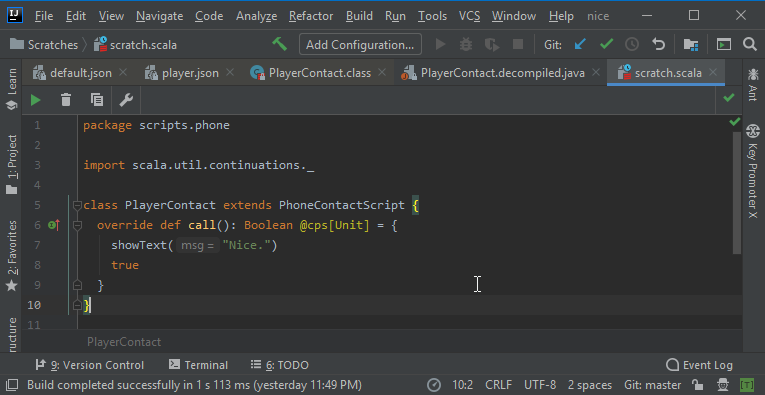 IJ File Edit View Navigate Code Analyze Refactor Build Run Tools VCS Window Help nice
Scratches scratch.scala Add Configuration... Git:
Learn default.json player.json PlayerContact.class PlayerContact.decompiled.java scratch.scala Ant
1: Project
2: Favorites
ructure
Key Promoter X
1 package scripts.phone
2
3 import scala.util.continuations._
4
5 class PlayerContact extends PhoneContactScript {
6 override def call(): Boolean @cps[Unit] = {
7 showText( msg = "Nice.")
8 true
9 }
10 }
11
PlayerContact
9: Version Control Terminal 6: TODO Event Log
Build completed successfully in 1 s 113 ms (yesterday 11:49 PM) 10:2 CRLF UTF-8 2 spaces Git: master [T]